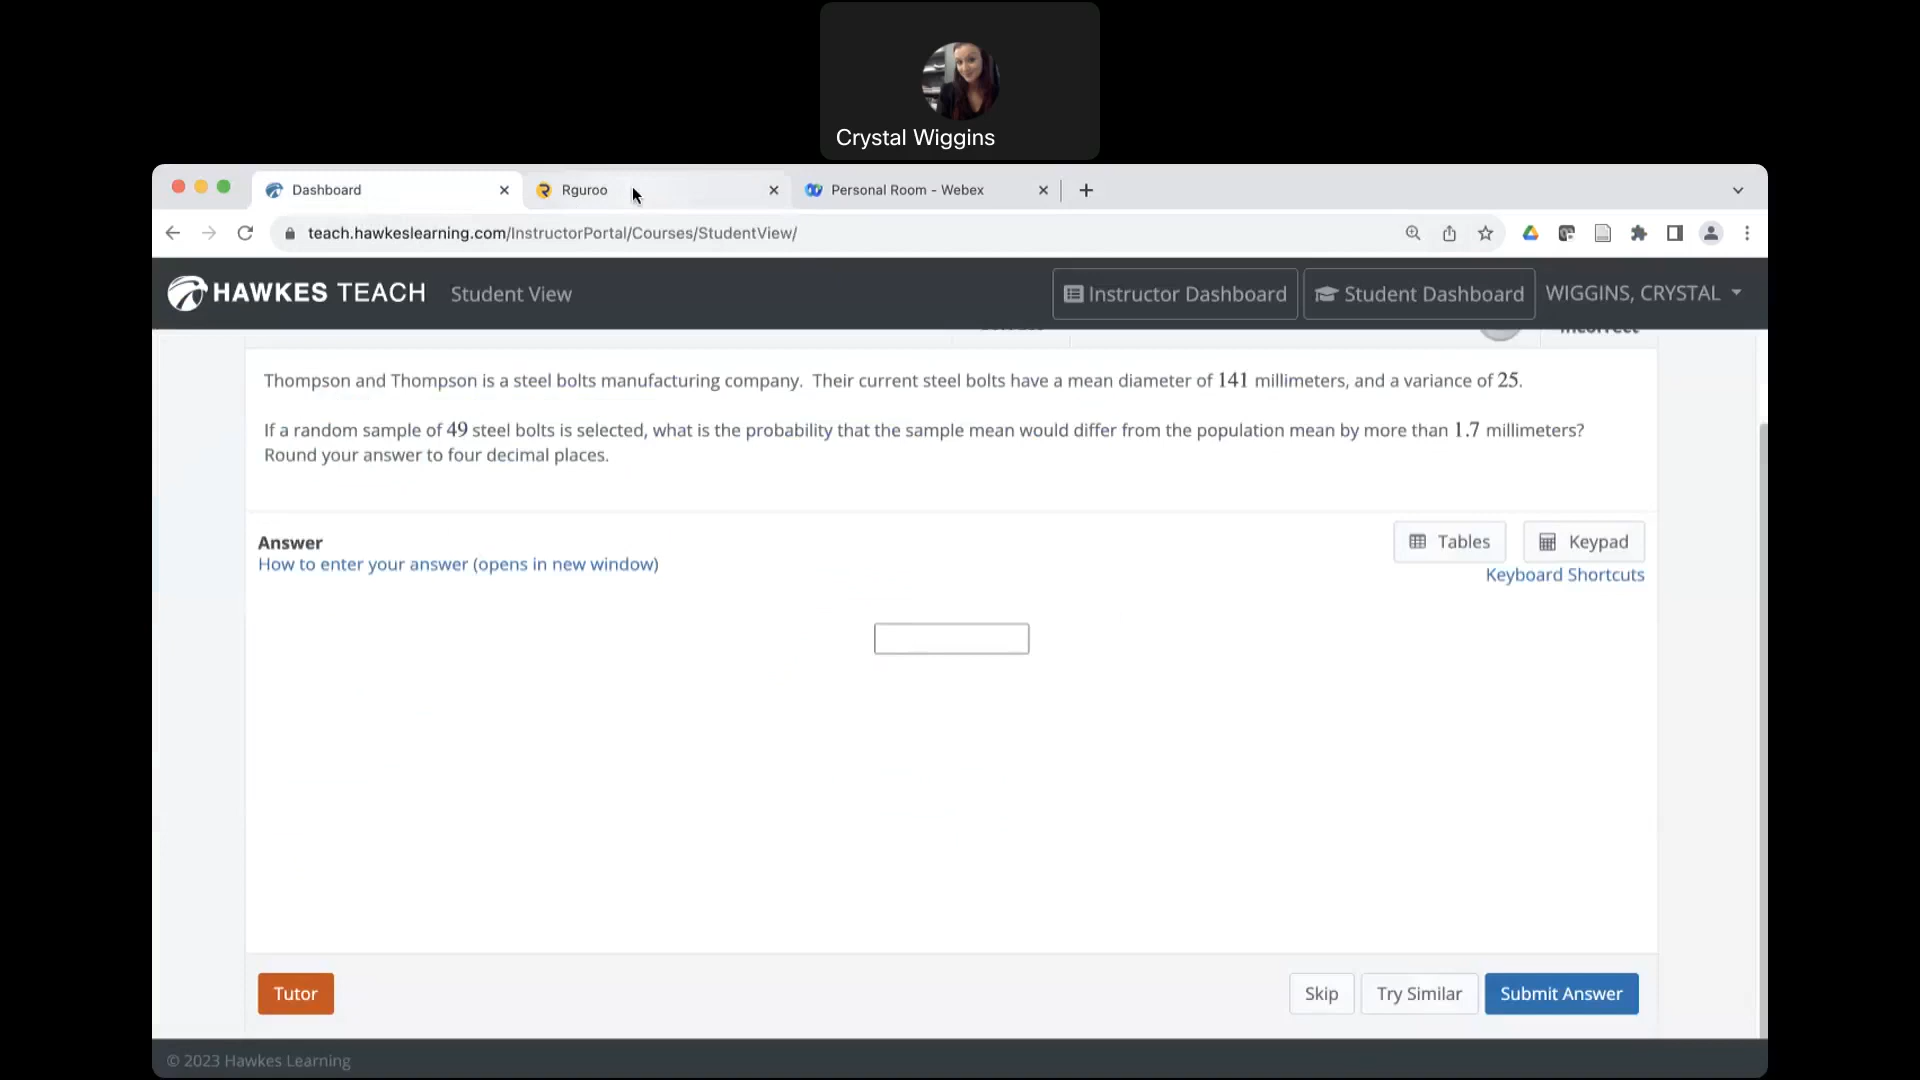 Crystal Wiggins
Dashboard
Rguroo
Personal Room - Webex
teach.hawkeslearning.com/InstructorPortal/Courses/StudentView/
HAWKES TEACH
Student View
Instructor Dashboard
Student Dashboard
WIGGINS, CRYSTAL
Thompson and Thompson is a steel bolts manufacturing company. Their current steel bolts have a mean diameter of 141 millimeters, and a variance of 25.
If a random sample of 49 steel bolts is selected, what is the probability that the sample mean would differ from the population mean by more than 1.7 millimeters?
Round your answer to four decimal places.
Answer
Tables
Keypad
How to enter your answer (opens in new window)
Keyboard Shortcuts
Tutor
Skip
Try Similar
Submit Answer
© 2023 Hawkes Learning